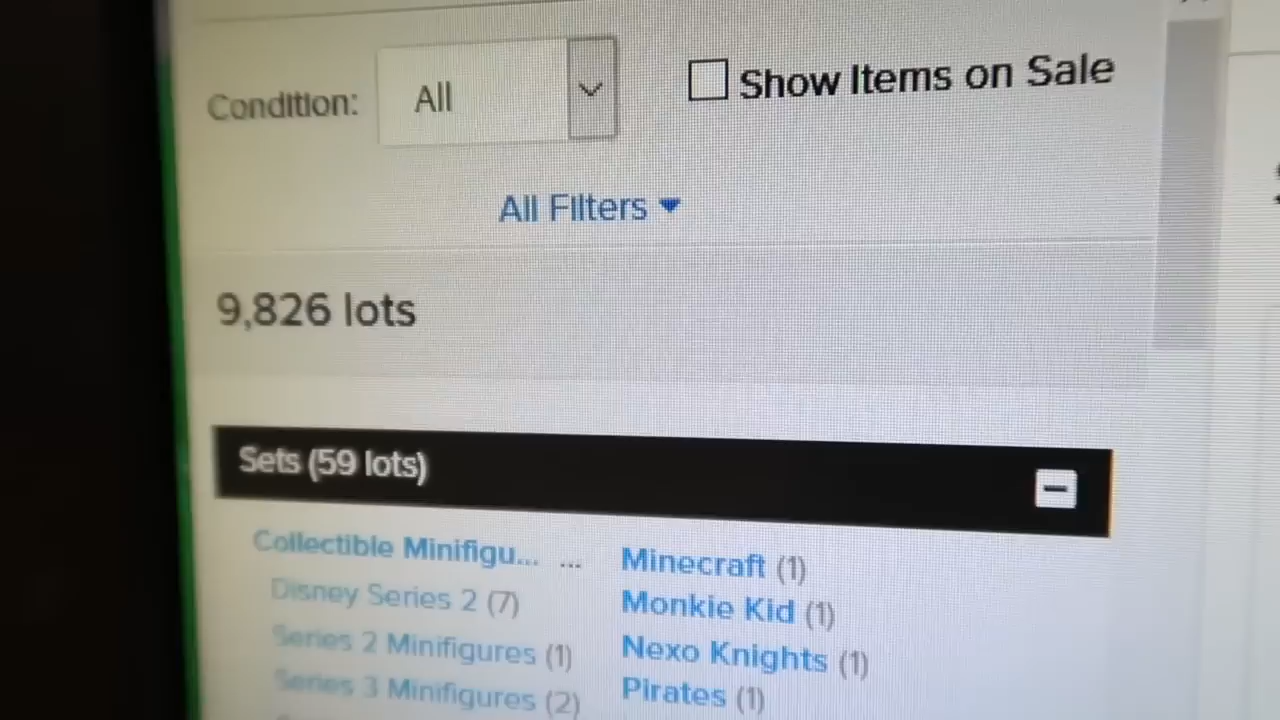 Condition: All Show Items on Sale
All Filters
9,826 lots
Sets (59 lots)
Collectible Minifigu... ... Minecraft (1)
Disney Series 2 (7) Monkie Kid (1)
Series 2 Minifigures (1) Nexo Knights (1)
Series 3 Minifigures (2) Pirates (1)